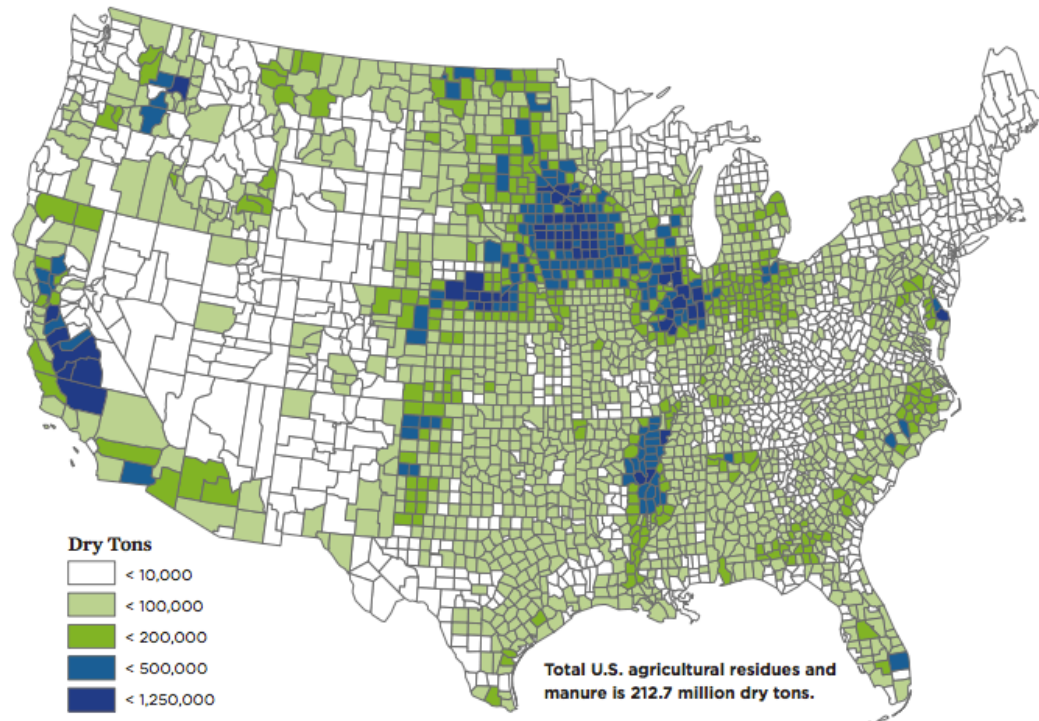 Dry Tons
< 10,000
< 100,000
< 200,000
< 500,000
< 1,250,000
Total U.S. agricultural residues and
manure is 212.7 million dry tons.